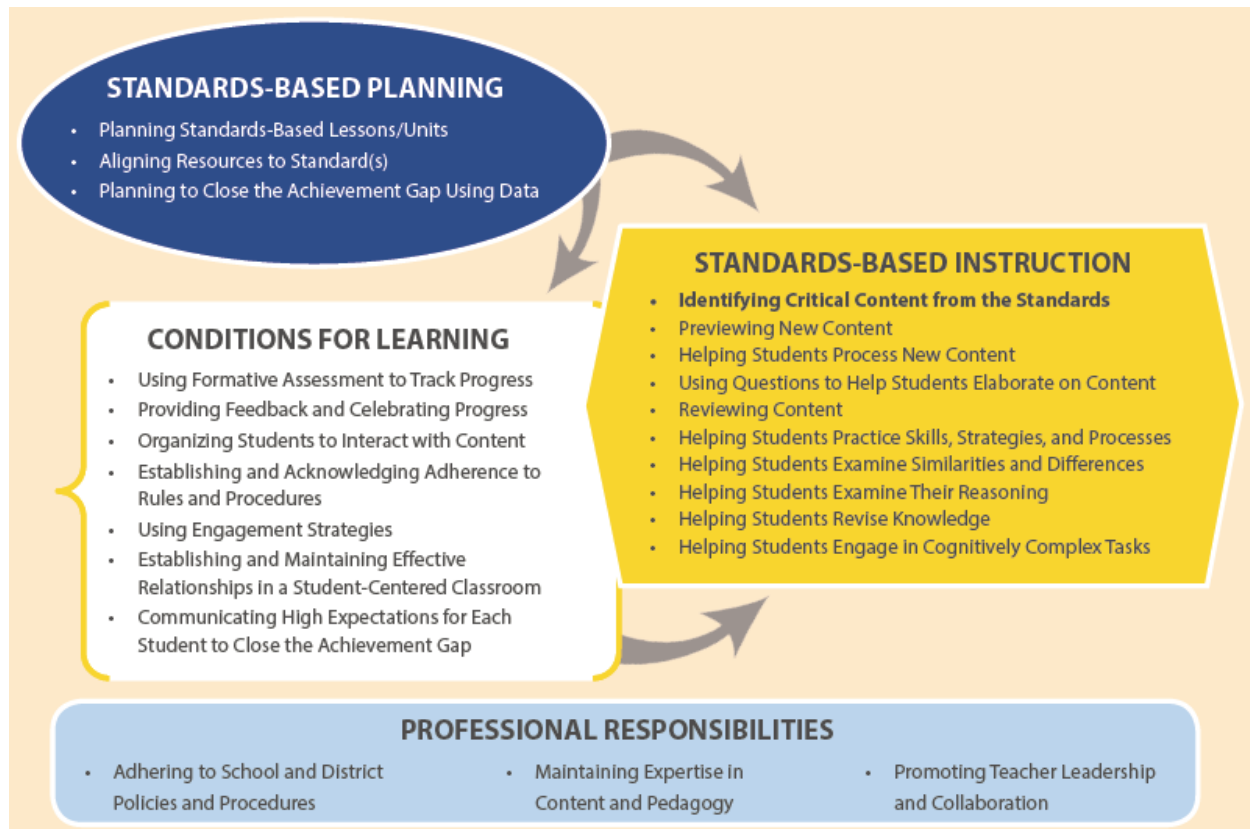 STANDARDS-BASED PLANNING
• Planning Standards-Based Lessons/Units
• Aligning Resources to Standard(s)
• Planning to Close the Achievement Gap Using Data
STANDARDS-BASED INSTRUCTION
• Identifying Critical Content from the Standards
• Previewing New Content
• Helping Students Process New Content
• Using Questions to Help Students Elaborate on Content
• Reviewing Content
• Helping Students Practice Skills, Strategies, and Processes
• Helping Students Examine Similarities and Differences
• Helping Students Examine Their Reasoning
• Helping Students Revise Knowledge
• Helping Students Engage in Cognitively Complex Tasks
CONDITIONS FOR LEARNING
• Using Formative Assessment to Track Progress
• Providing Feedback and Celebrating Progress
• Organizing Students to Interact with Content
• Establishing and Acknowledging Adherence to
Rules and Procedures
• Using Engagement Strategies
• Establishing and Maintaining Effective
Relationships in a Student-Centered Classroom
• Communicating High Expectations for Each
Student to Close the Achievement Gap
PROFESSIONAL RESPONSIBILITIES
• Adhering to School and District
Policies and Procedures
• Maintaining Expertise in
Content and Pedagogy
• Promoting Teacher Leadership
and Collaboration